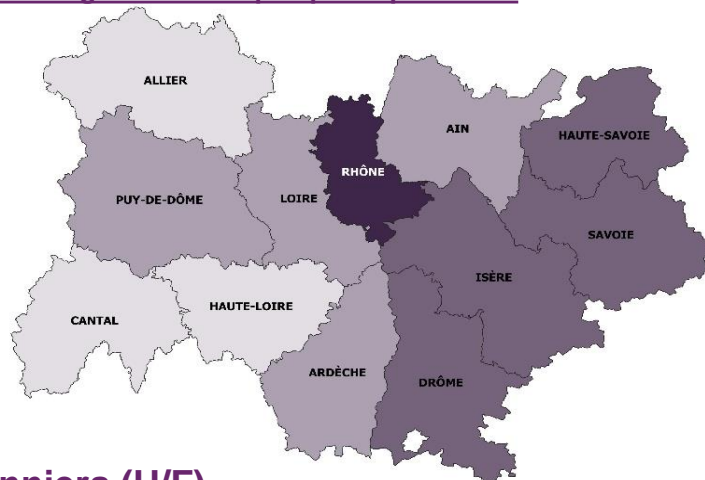 ALLIER
AIN
HAUTE-SAVOIE
RHÔNE
PUY-DE-DÔME
LOIRE
SAVOIE
ISÈRE
HAUTE-LOIRE
CANTAL
ARDÈCHE
DRÔME
(H/F)